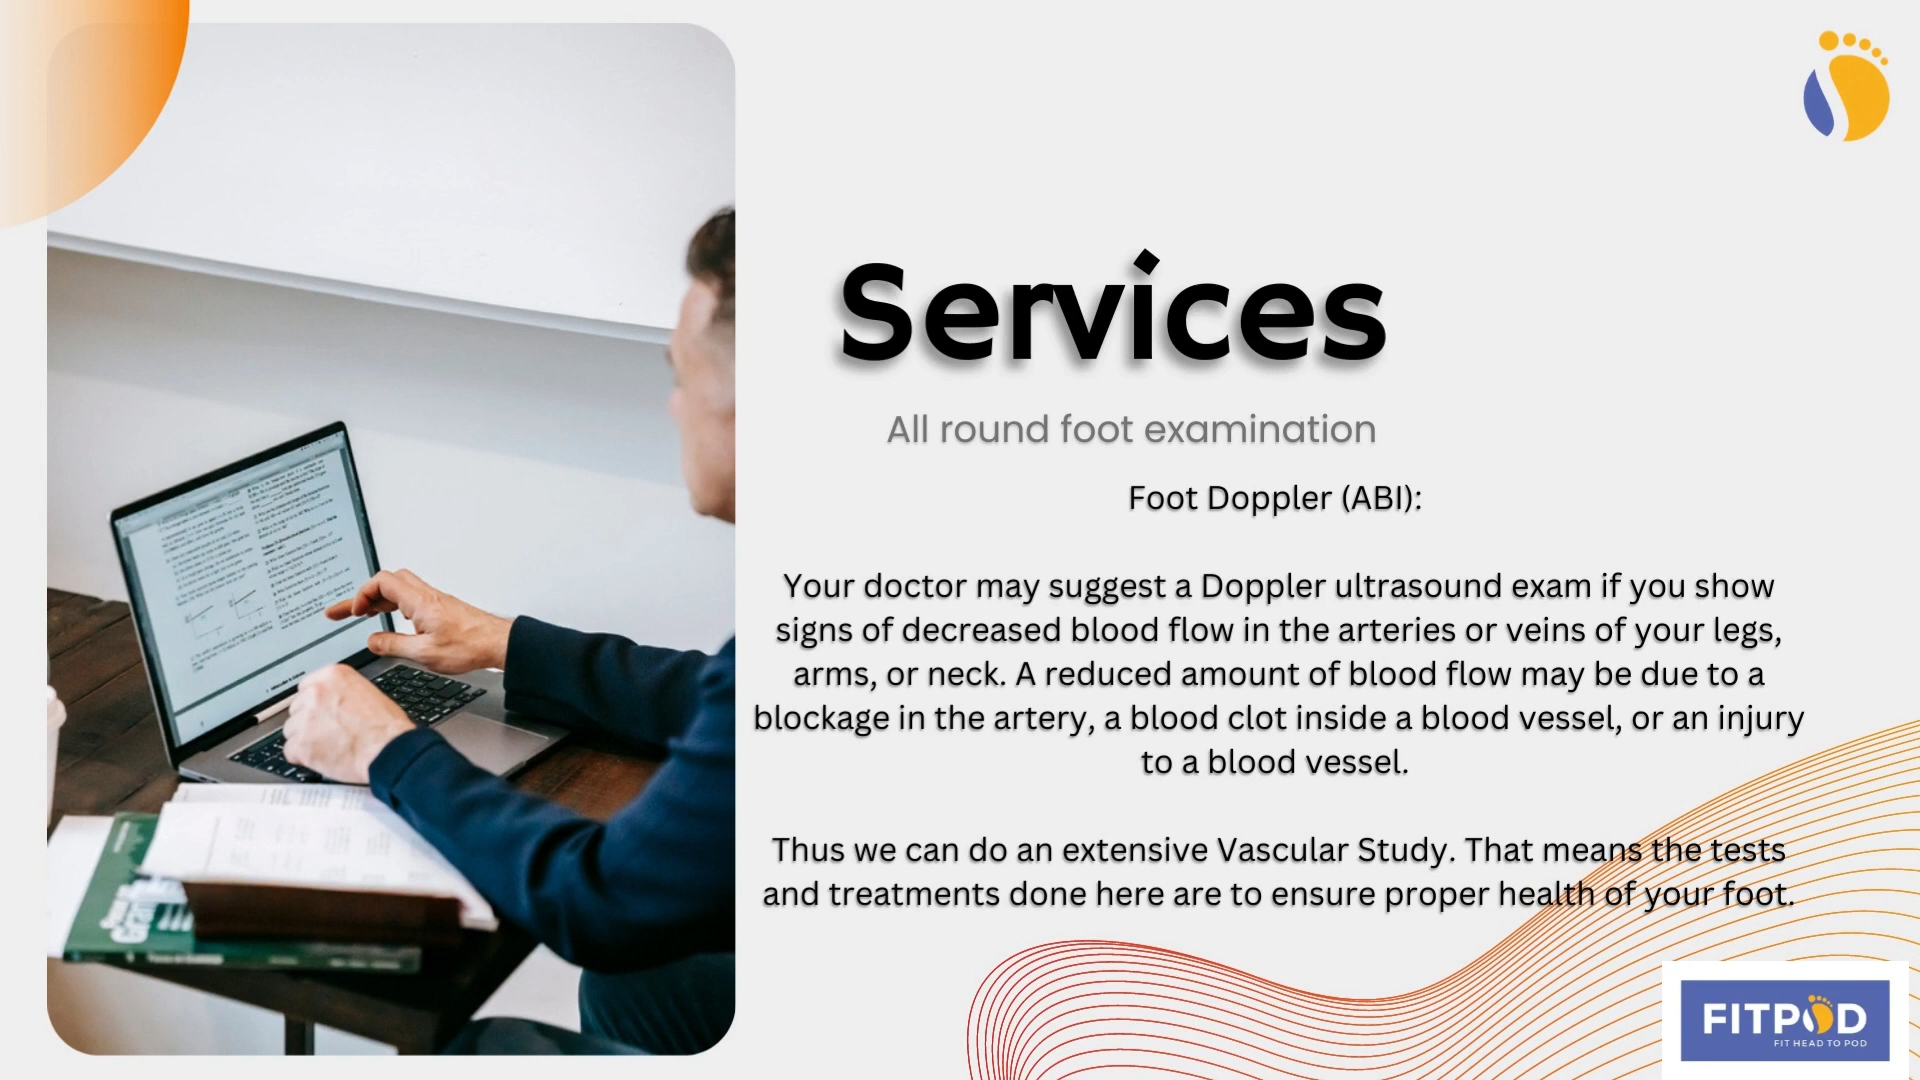 Services
All round foot examination
Foot Doppler (ABI):
Your doctor may suggest a Doppler ultrasound exam if you show
signs of decreased blood flow in the arteries or veins of your legs,
arms, or neck. A reduced amount of blood flow may be due to a
blockage in the artery, a blood clot inside a blood vessel, or an injury
to a blood vessel.
Thus we can do an extensive Vascular Study. That means the tests
and treatments done here are to ensure proper health of your foot.
FITPOD
FIT HEAD TO POD